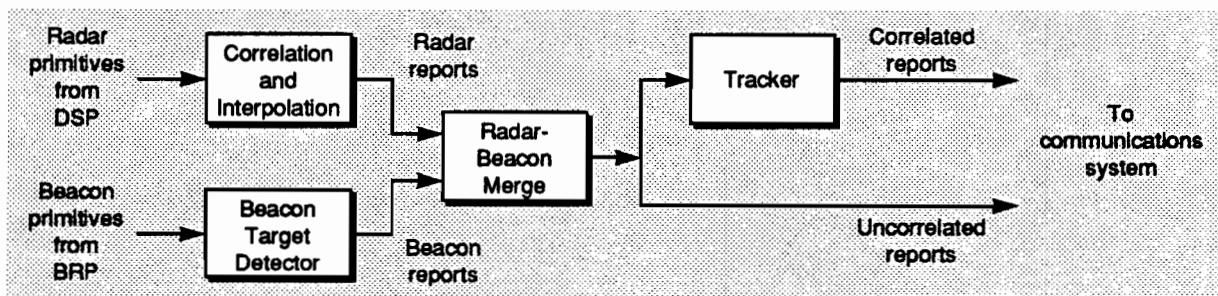 Radar
primitives
from
DSP
Correlation
and
Interpolation
Radar
reports
Beacon
primitives
from
BRP
Beacon
Target
Detector
Beacon
reports
Radar-
Beacon
Merge
Tracker
Correlated
reports
Uncorrelated
reports
To
communications
system